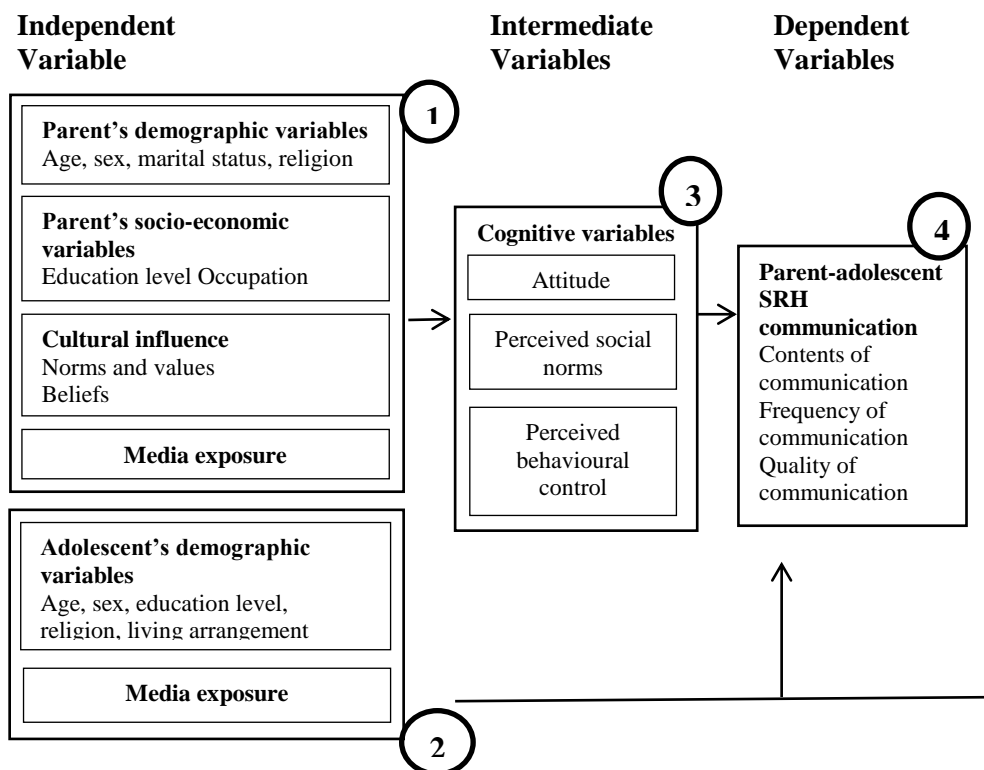 Independent
Variable
Intermediate
Variables
Dependent
Variables
1
Parent’s demographic variables
Age, sex, marital status, religion
Parent’s socio-economic
variables
Education level Occupation
Cultural influence
Norms and values
Beliefs
Media exposure
Adolescent’s demographic
variables
Age, sex, education level,
religion, living arrangement
Media exposure
2
3
Cognitive variables
Attitude
Perceived social
norms
Perceived
behavioural
control
4
Parent-adolescent
SRH
communication
Contents of
communication
Frequency of
communication
Quality of
communication